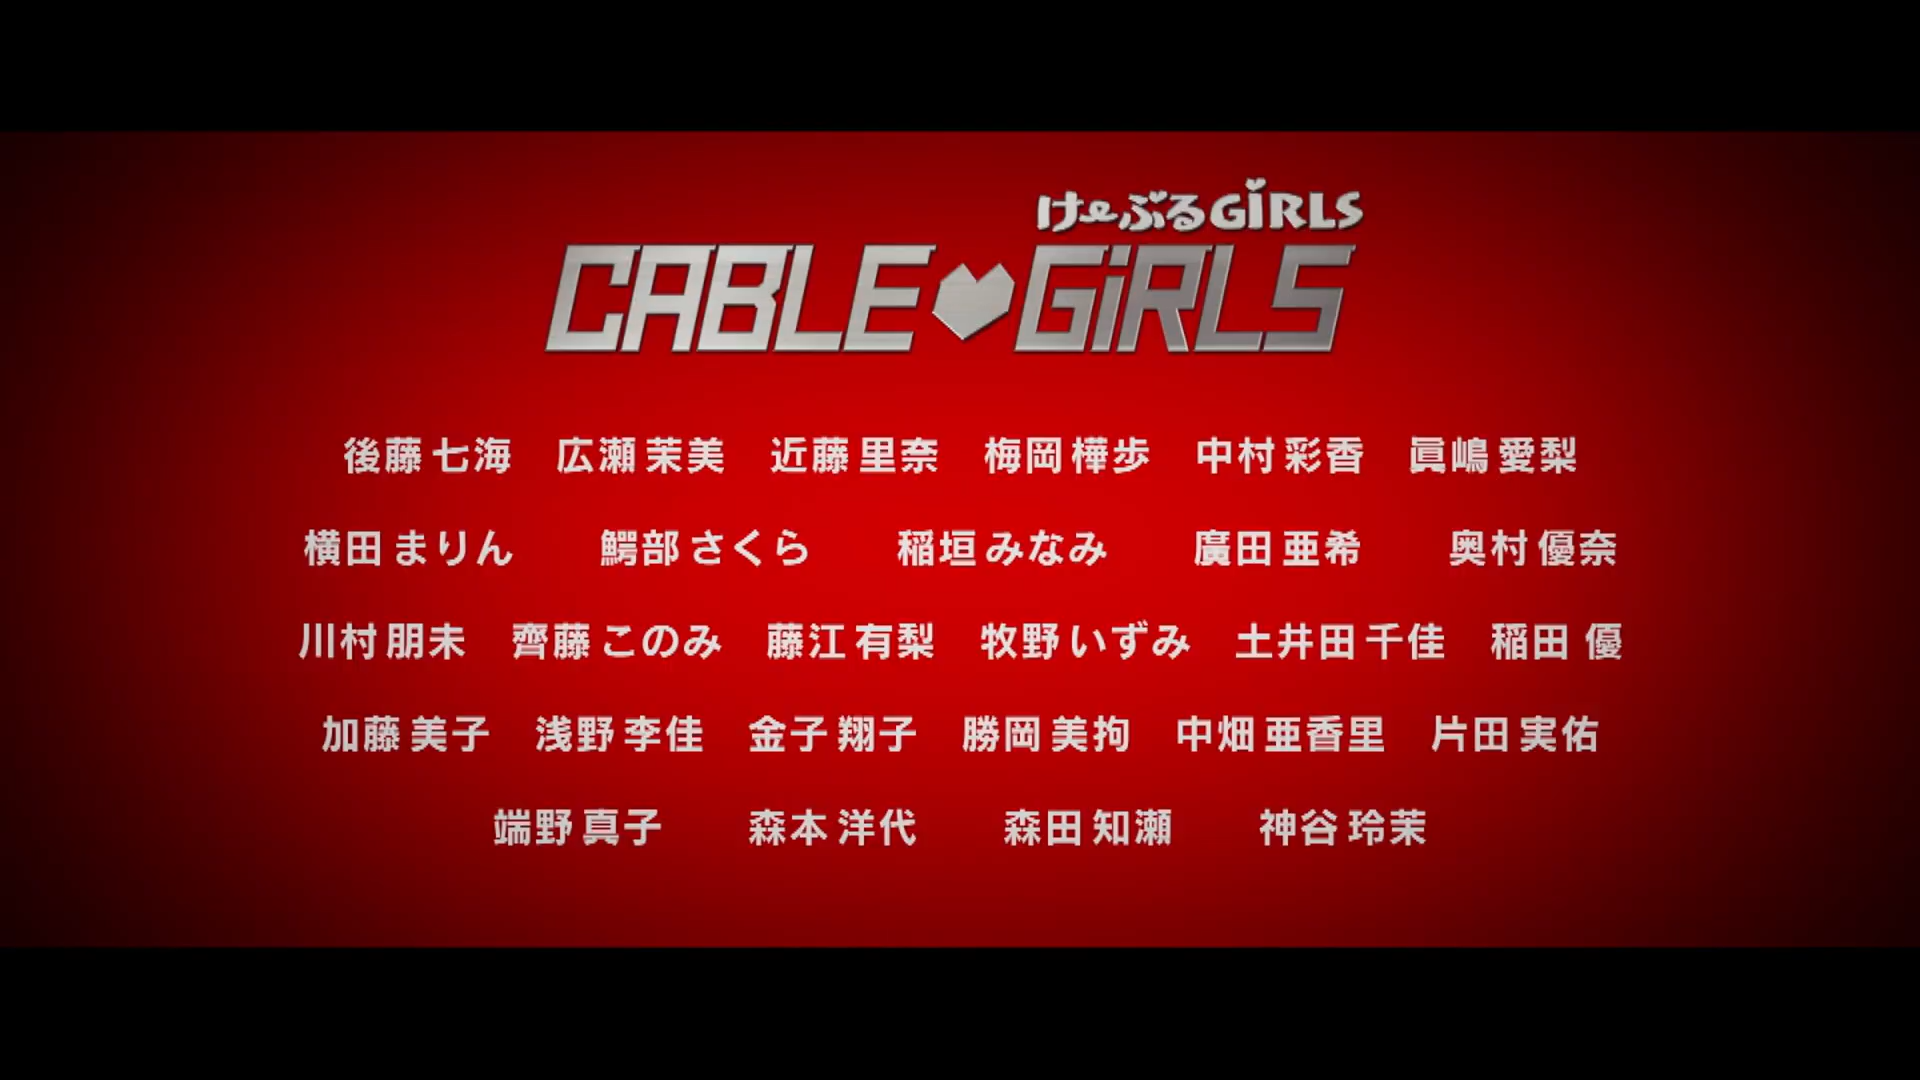 け〜ぶるGiRLS
CABLE♥GiRLS
後藤 七海 広瀬 茉美 近藤 里奈 梅岡 樺歩 中村 彩香 眞嶋 愛梨
横田 まりん 鰐部 さくら 稲垣 みなみ 廣田 亜希 奥村 優奈
川村 朋未 齊藤 このみ 藤江 有梨 牧野 いずみ 土井田 千佳 稲田 優
加藤 美子 浅野 李佳 金子 翔子 勝岡 美拘 中畑 亜香里 片田 実佑
端野 真子 森本 洋代 森田 知瀬 神谷 玲茉